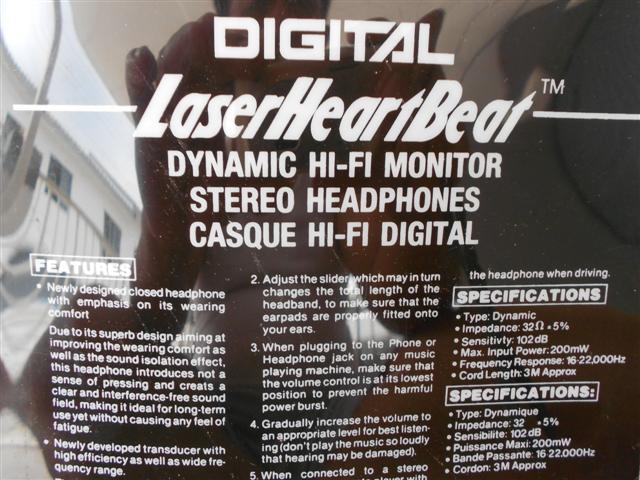 DIGITAL
LaserHeartBeat™
DYNAMIC HI-FI MONITOR
STEREO HEADPHONES
CASQUE HI-FI DIGITAL
FEATURES
• Newly designed closed headphone
with emphasis on its wearing
comfort
Due to its superb design aiming at
improving the wearing comfort as
well as the sound isolation effect,
this headphone introduces not a
sense of pressing and creats a
clear and interference-free sound
field, making it ideal for long-term
use yet without causing any feel of
fatigue.
• Newly developed transducer with
high efficiency as well as wide fre-
quency range.
2. Adjust the slider which may in turn
changes the total length of the
headband, to make sure that the
earpads are properly fitted onto
your ears.
3. When plugging to the Phone or
Headphone jack on any music
playing machine, make sure that
the volume control is at its lowest
position to prevent the harmful
power burst.
4. Gradually increase the volume to
an appropriate level for best listen-
ing (don't play the music so loudly
that hearing may be damaged).
5. When connected to a stereo
player with
the headphone when driving.
SPECIFICATIONS
• Type: Dynamic
• Impedance: 32Ω • 5%
• Sensitivty: 102dB
• Max. Input Power: 200mW
• Frequency Response: 16-22,000Hz
• Cord Length: 3M Approx
SPECIFICATIONS:
• Type: Dynamique
• Impedance: 32 • 5%
• Sensibilite: 102 dB
• Puissance Maxi: 200mW
• Bande Passante: 16 22.000Hz
• Cordon: 3M Approx